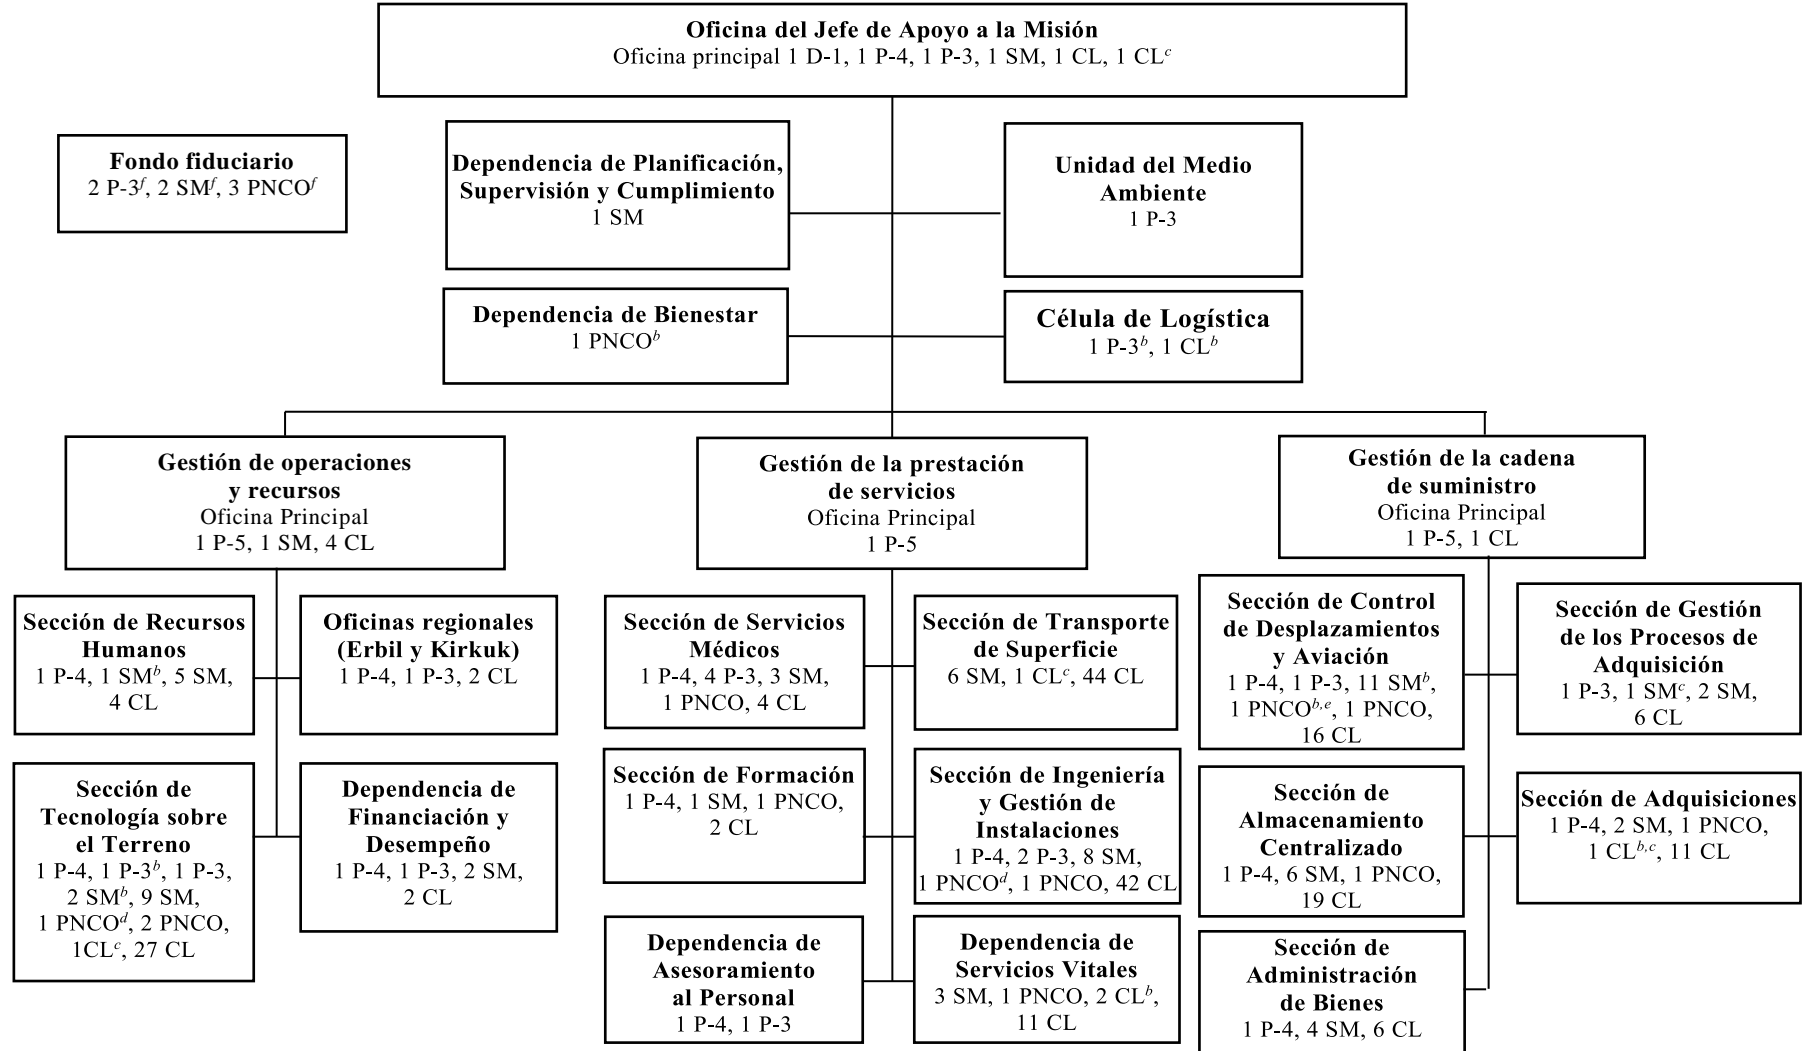 Oficina del Jefe de Apoyo a la Misión
Oficina principal 1 D-1, 1 P-4, 1 P-3, 1 SM, 1 CL, 1 CLᶜ
Fondo fiduciario
2 P-3ᶠ, 2 SMᶠ, 3 PNCOᶠ
Dependencia de Planificación,
Supervisión y Cumplimiento
1 SM
Unidad del Medio
Ambiente
1 P-3
Dependencia de Bienestar
1 PNCOᵇ
Célula de Logística
1 P-3ᵇ, 1 CLᵇ
Gestión de operaciones
y recursos
Oficina Principal
1 P-5, 1 SM, 4 CL
Gestión de la prestación
de servicios
Oficina Principal
1 P-5
Gestión de la cadena
de suministro
Oficina Principal
1 P-5, 1 CL
Sección de Recursos
Humanos
1 P-4, 1 SMᵇ, 5 SM,
4 CL
Oficinas regionales
(Erbil y Kirkuk)
1 P-4, 1 P-3, 2 CL
Sección de Servicios
Médicos
1 P-4, 4 P-3, 3 SM,
1 PNCO, 4 CL
Sección de Transporte
de Superficie
6 SM, 1 CLᶜ, 44 CL
Sección de Control
de Desplazamientos
y Aviación
1 P-4, 1 P-3, 11 SMᵇ,
1 PNCOᵇ,ᵉ, 1 PNCO,
16 CL
Sección de Gestión
de los Procesos de
Adquisición
1 P-3, 1 SMᶜ, 2 SM,
6 CL
Sección de
Tecnología sobre
el Terreno
1 P-4, 1 P-3ᵇ, 1 P-3,
2 SMᵇ, 9 SM,
1 PNCOᵈ, 2 PNCO,
1CLᶜ, 27 CL
Dependencia de
Financiación y
Desempeño
1 P-4, 1 P-3, 2 SM,
2 CL
Sección de Formación
1 P-4, 1 SM, 1 PNCO,
2 CL
Sección de Ingeniería
y Gestión de
Instalaciones
1 P-4, 2 P-3, 8 SM,
1 PNCOᵈ, 1 PNCO, 42 CL
Sección de
Almacenamiento
Centralizado
1 P-4, 6 SM, 1 PNCO,
19 CL
Sección de Adquisiciones
1 P-4, 2 SM, 1 PNCO,
1 CLᵇ,ᶜ, 11 CL
Dependencia de
Asesoramiento
al Personal
1 P-4, 1 P-3
Dependencia de
Servicios Vitales
3 SM, 1 PNCO, 2 CLᵇ,
11 CL
Sección de
Administración
de Bienes
1 P-4, 4 SM, 6 CL